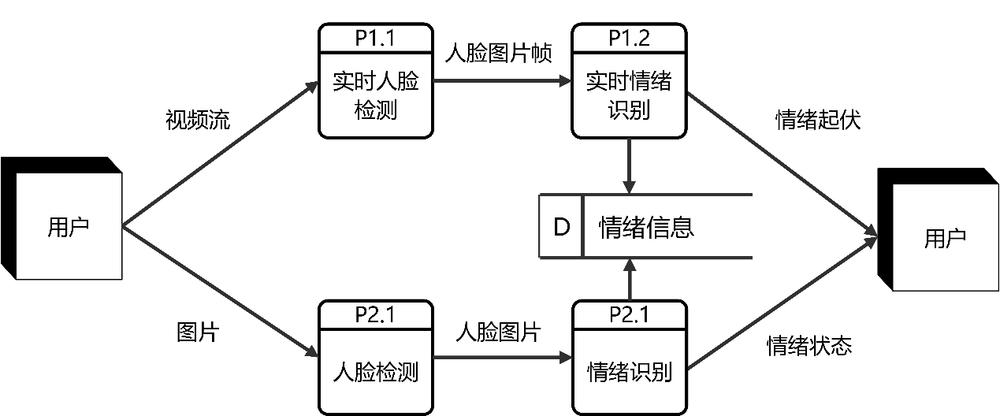 P1.1
实时人脸
检测
人脸图片帧
P1.2
实时情绪
识别
视频流
情绪起伏
用户
D
情绪信息
用户
图片
P2.1
人脸检测
人脸图片
P2.1
情绪识别
情绪状态